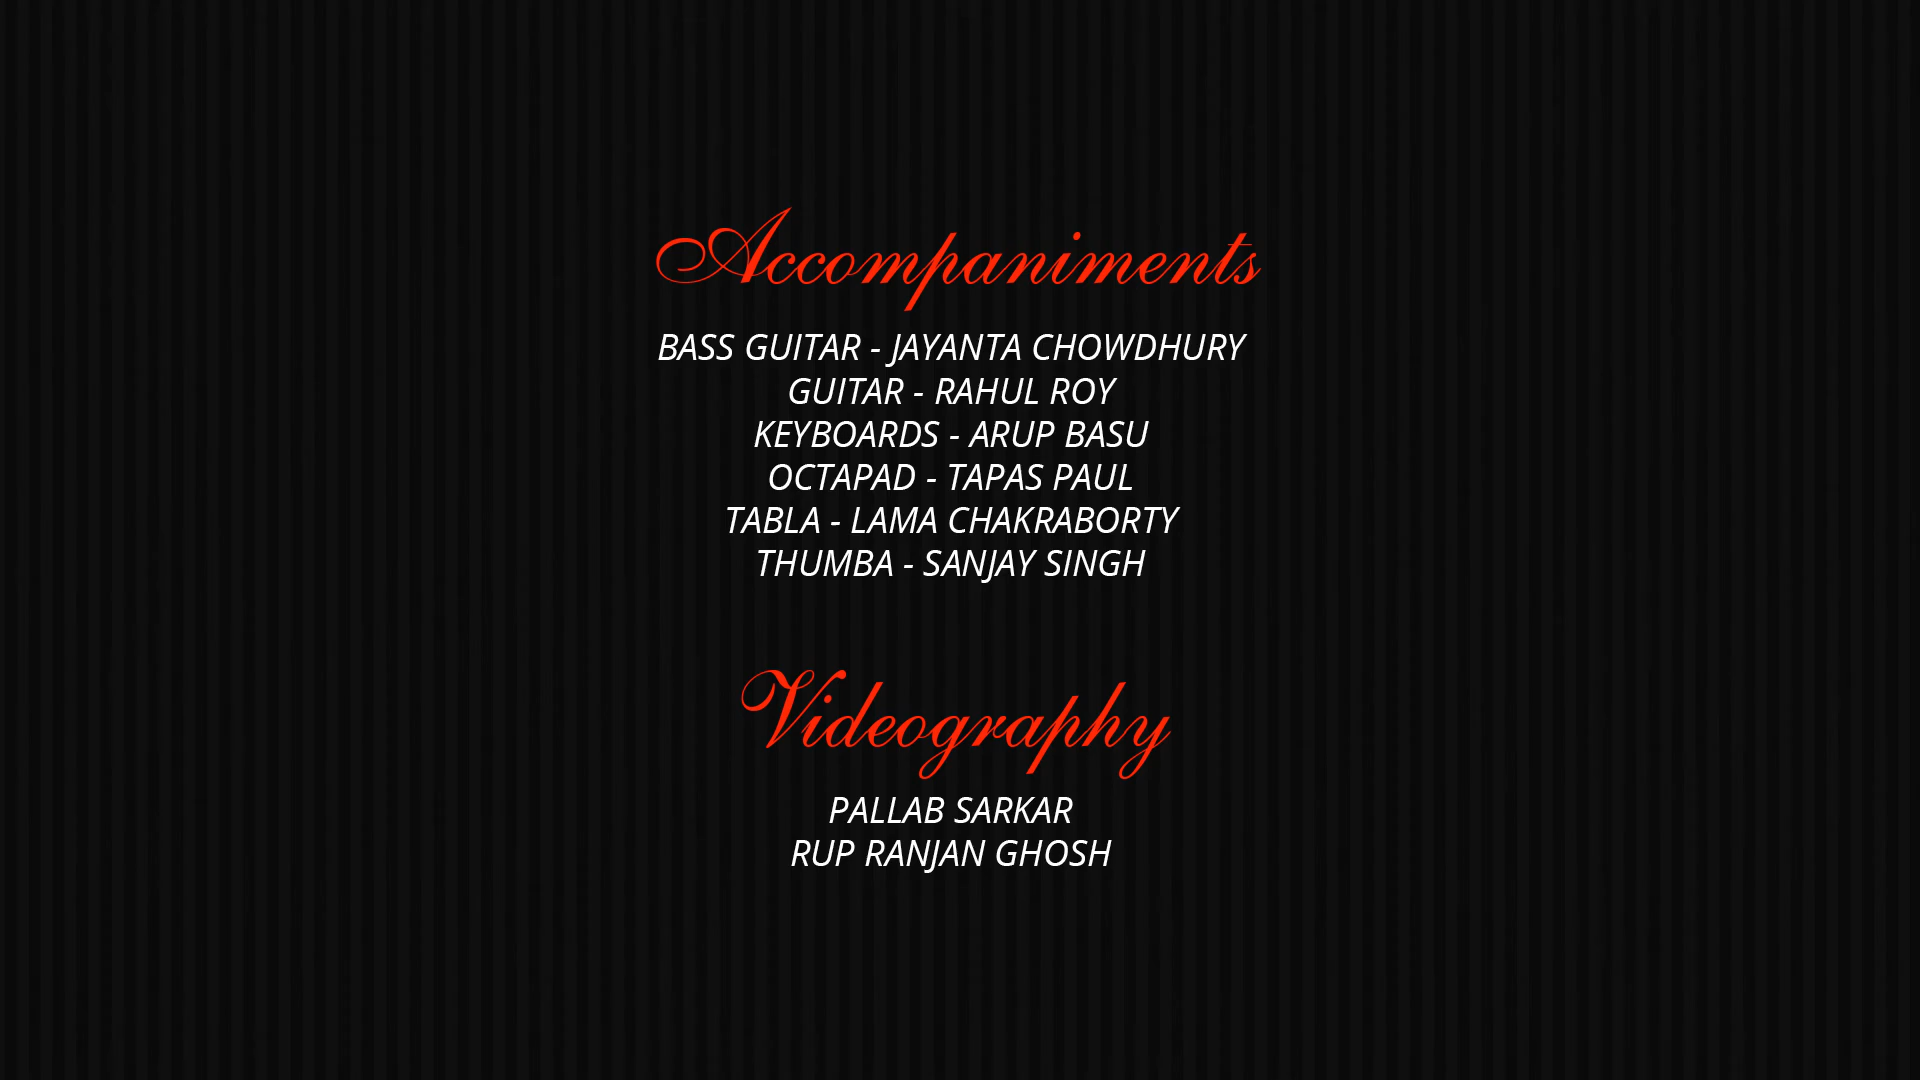 Accompaniments
BASS GUITAR - JAYANTA CHOWDHURY
GUITAR - RAHUL ROY
KEYBOARDS - ARUP BASU
OCTAPAD - TAPAS PAUL
TABLA - LAMA CHAKRABORTY
THUMBA - SANJAY SINGH
Videography
PALLAB SARKAR
RUP RANJAN GHOSH